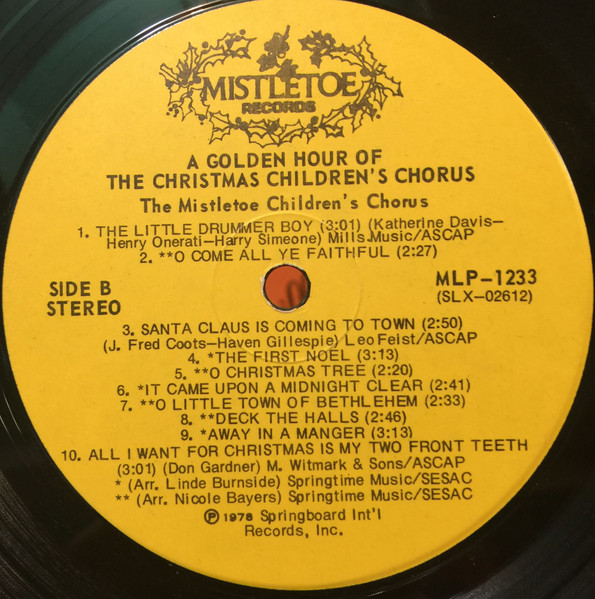 MISTLETOE
RECORDS
A GOLDEN HOUR OF
THE CHRISTMAS CHILDREN'S CHORUS
The Mistletoe Children's Chorus
1. THE LITTLE DRUMMER BOY (3:01) (Katherine Davis-
Henry Onerati-Harry Simeone) Mills Music/ASCAP
2. **O COME ALL YE FAITHFUL (2:27)
SIDE B
STEREO
MLP-1233
(SLX-02612)
3. SANTA CLAUS IS COMING TO TOWN (2:50)
(J. Fred Coots-Haven Gillespie) Leo Feist/ASCAP
4. *THE FIRST NOEL (3:13)
5. **O CHRISTMAS TREE (2:20)
6. *IT CAME UPON A MIDNIGHT CLEAR (2:41)
7. **O LITTLE TOWN OF BETHLEHEM (2:33)
8. **DECK THE HALLS (2:46)
9. *AWAY IN A MANGER (3:13)
10. ALL I WANT FOR CHRISTMAS IS MY TWO FRONT TEETH
(3:01) (Don Gardner) M. Witmark & Sons/ASCAP
* (Arr. Linde Burnside) Springtime Music/SESAC
** (Arr. Nicole Bayers) Springtime Music/SESAC
Ⓟ 1976 Springboard Int'l
Records, Inc.